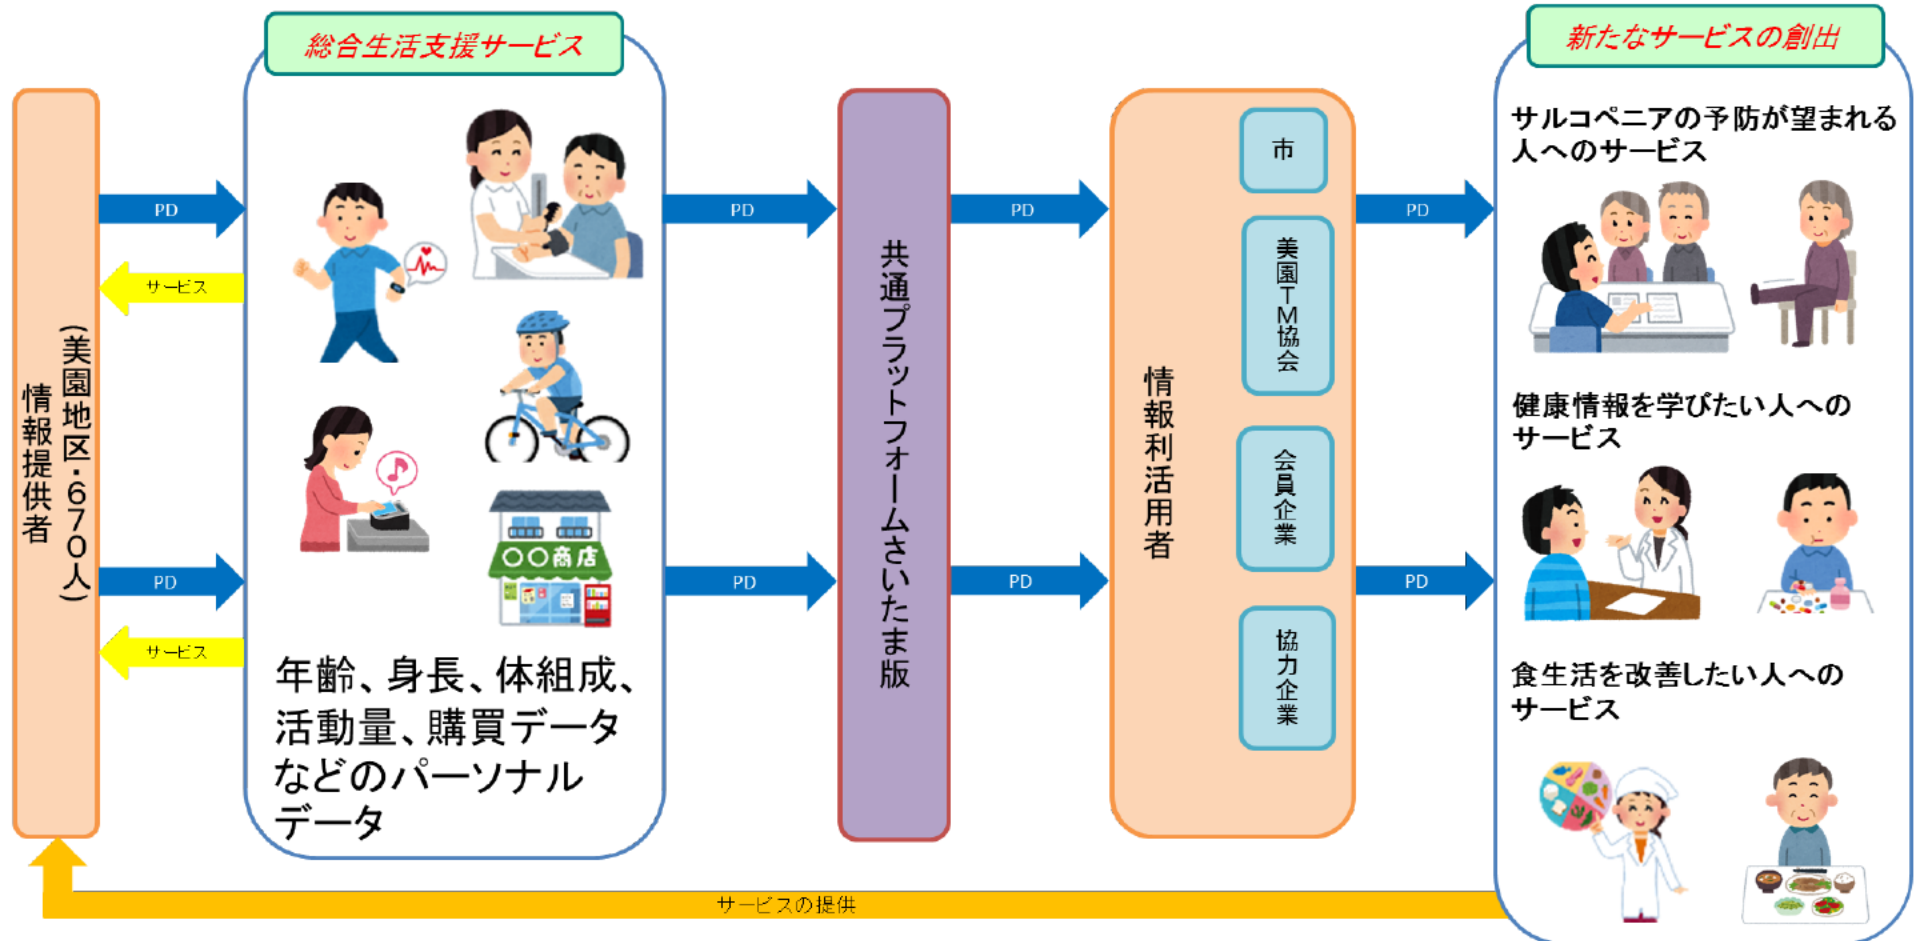 総合生活支援サービス
新たなサービスの創出
情報提供者
(美園地区・670人)
PD
サービス
PD
サービス
〇〇商店
年齢、身長、体組成、
活動量、購買データ
などのパーソナル
データ
PD
PD
共通プラットフォームさいたま版
PD
PD
情報利活用者
市
美園TM協会
会員企業
協力企業
PD
PD
サルコペニアの予防が望まれる
人へのサービス
健康情報を学びたい人への
サービス
食生活を改善したい人への
サービス
サービスの提供